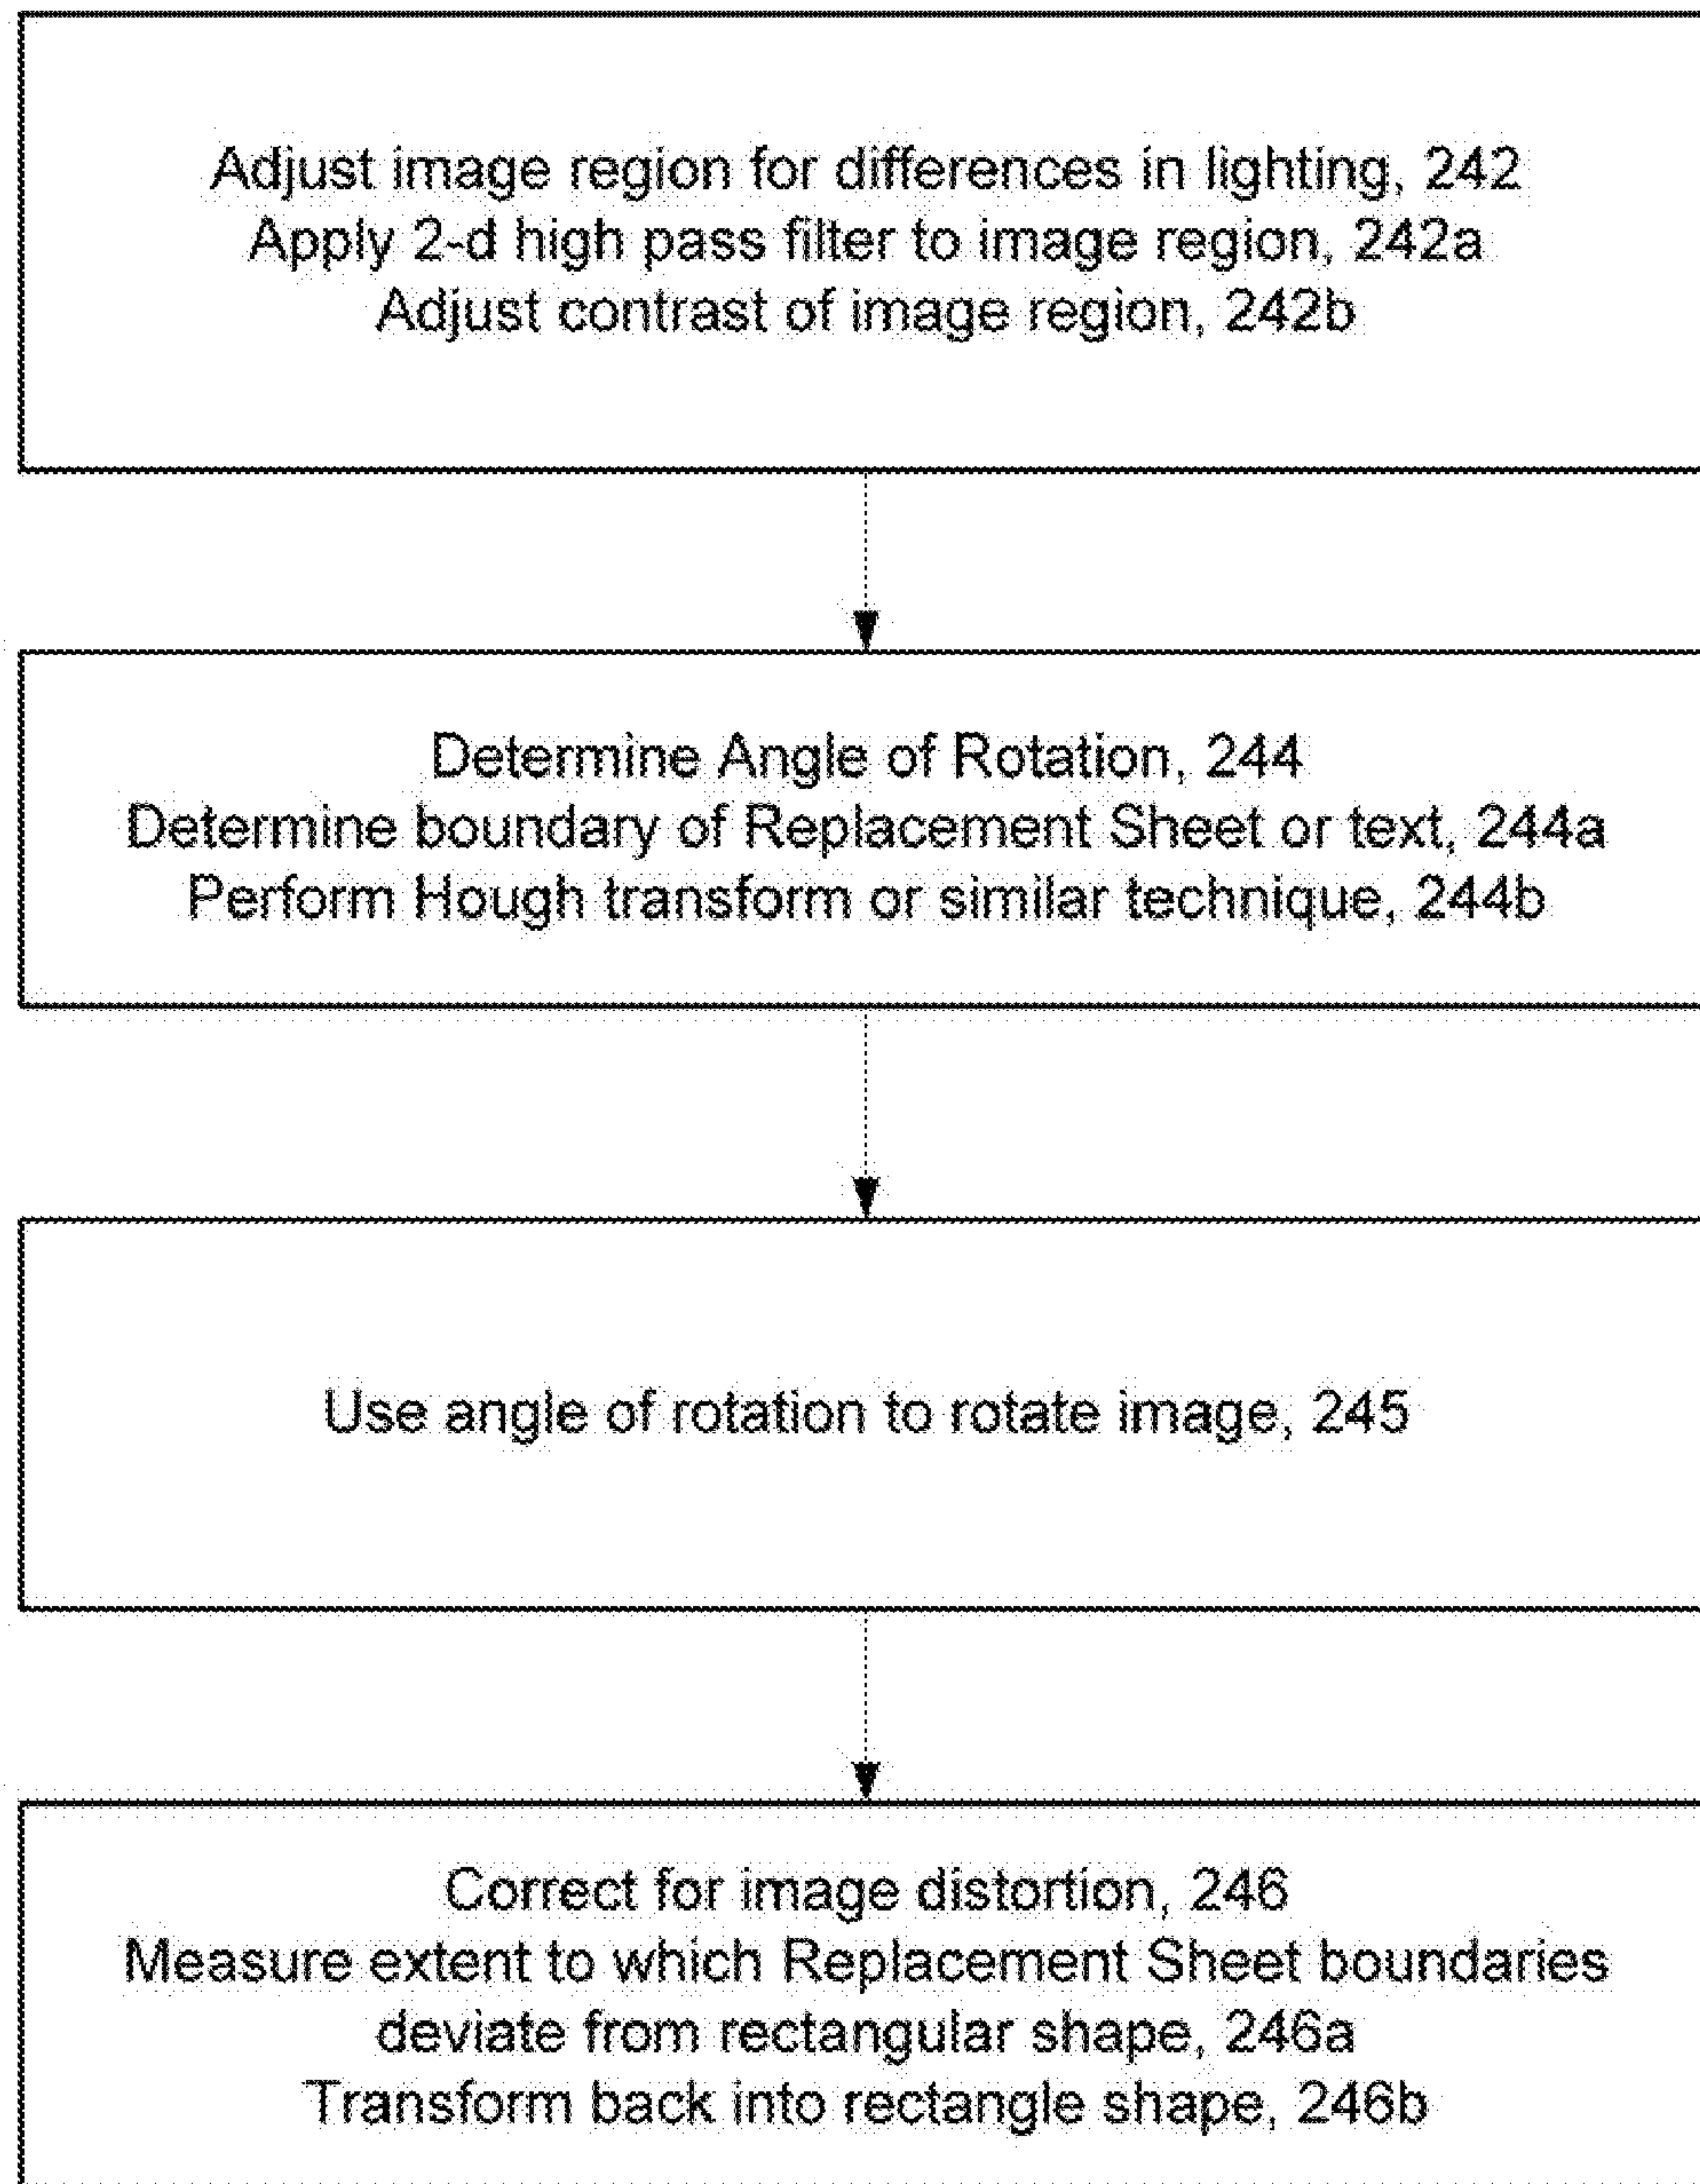 Adjust image region for differences in lighting, 242
Apply 2-d high pass filter to image region, 242a
Adjust contrast of image region, 242b
Determine Angle of Rotation, 244
Determine boundary of Replacement Sheet or text, 244a
Perform Hough transform or similar technique, 244b
Use angle of rotation to rotate image, 245
Correct for image distortion, 246
Measure extent to which Replacement Sheet boundaries
deviate from rectangular shape, 246a
Transform back into rectangle shape, 246b